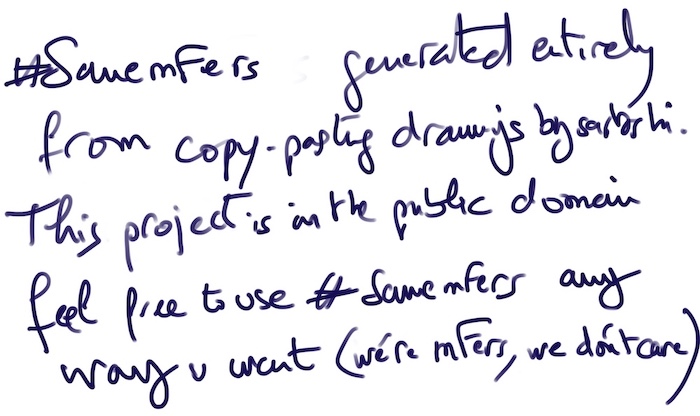 #Samemfers generated entirely
from copy-pasting drawings by sartoshi.
This project is in the public domain
feel free to use #Samemfers any
way u want (we're mfers, we don't care)